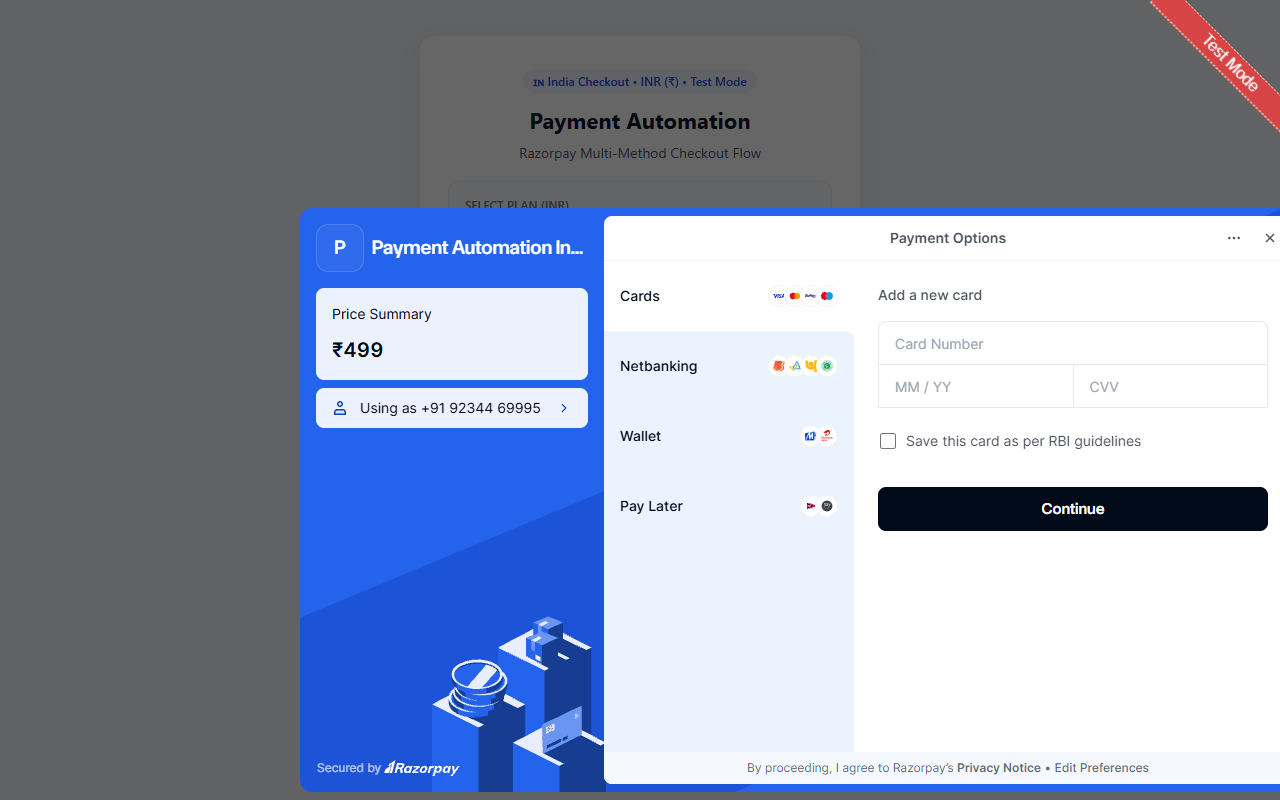 Test Mode
IN India Checkout • INR (₹) • Test Mode
Payment Automation
Razorpay Multi-Method Checkout Flow
SELECT PLAN (INR)
P Payment Automation In...
Price Summary
₹499
Using as +91 92344 69995
Secured by Razorpay
Payment Options
Cards
VISA
Netbanking
Wallet
Pay Later
Add a new card
Card Number
MM / YY
CVV
Save this card as per RBI guidelines
Continue
By proceeding, I agree to Razorpay's Privacy Notice • Edit Preferences